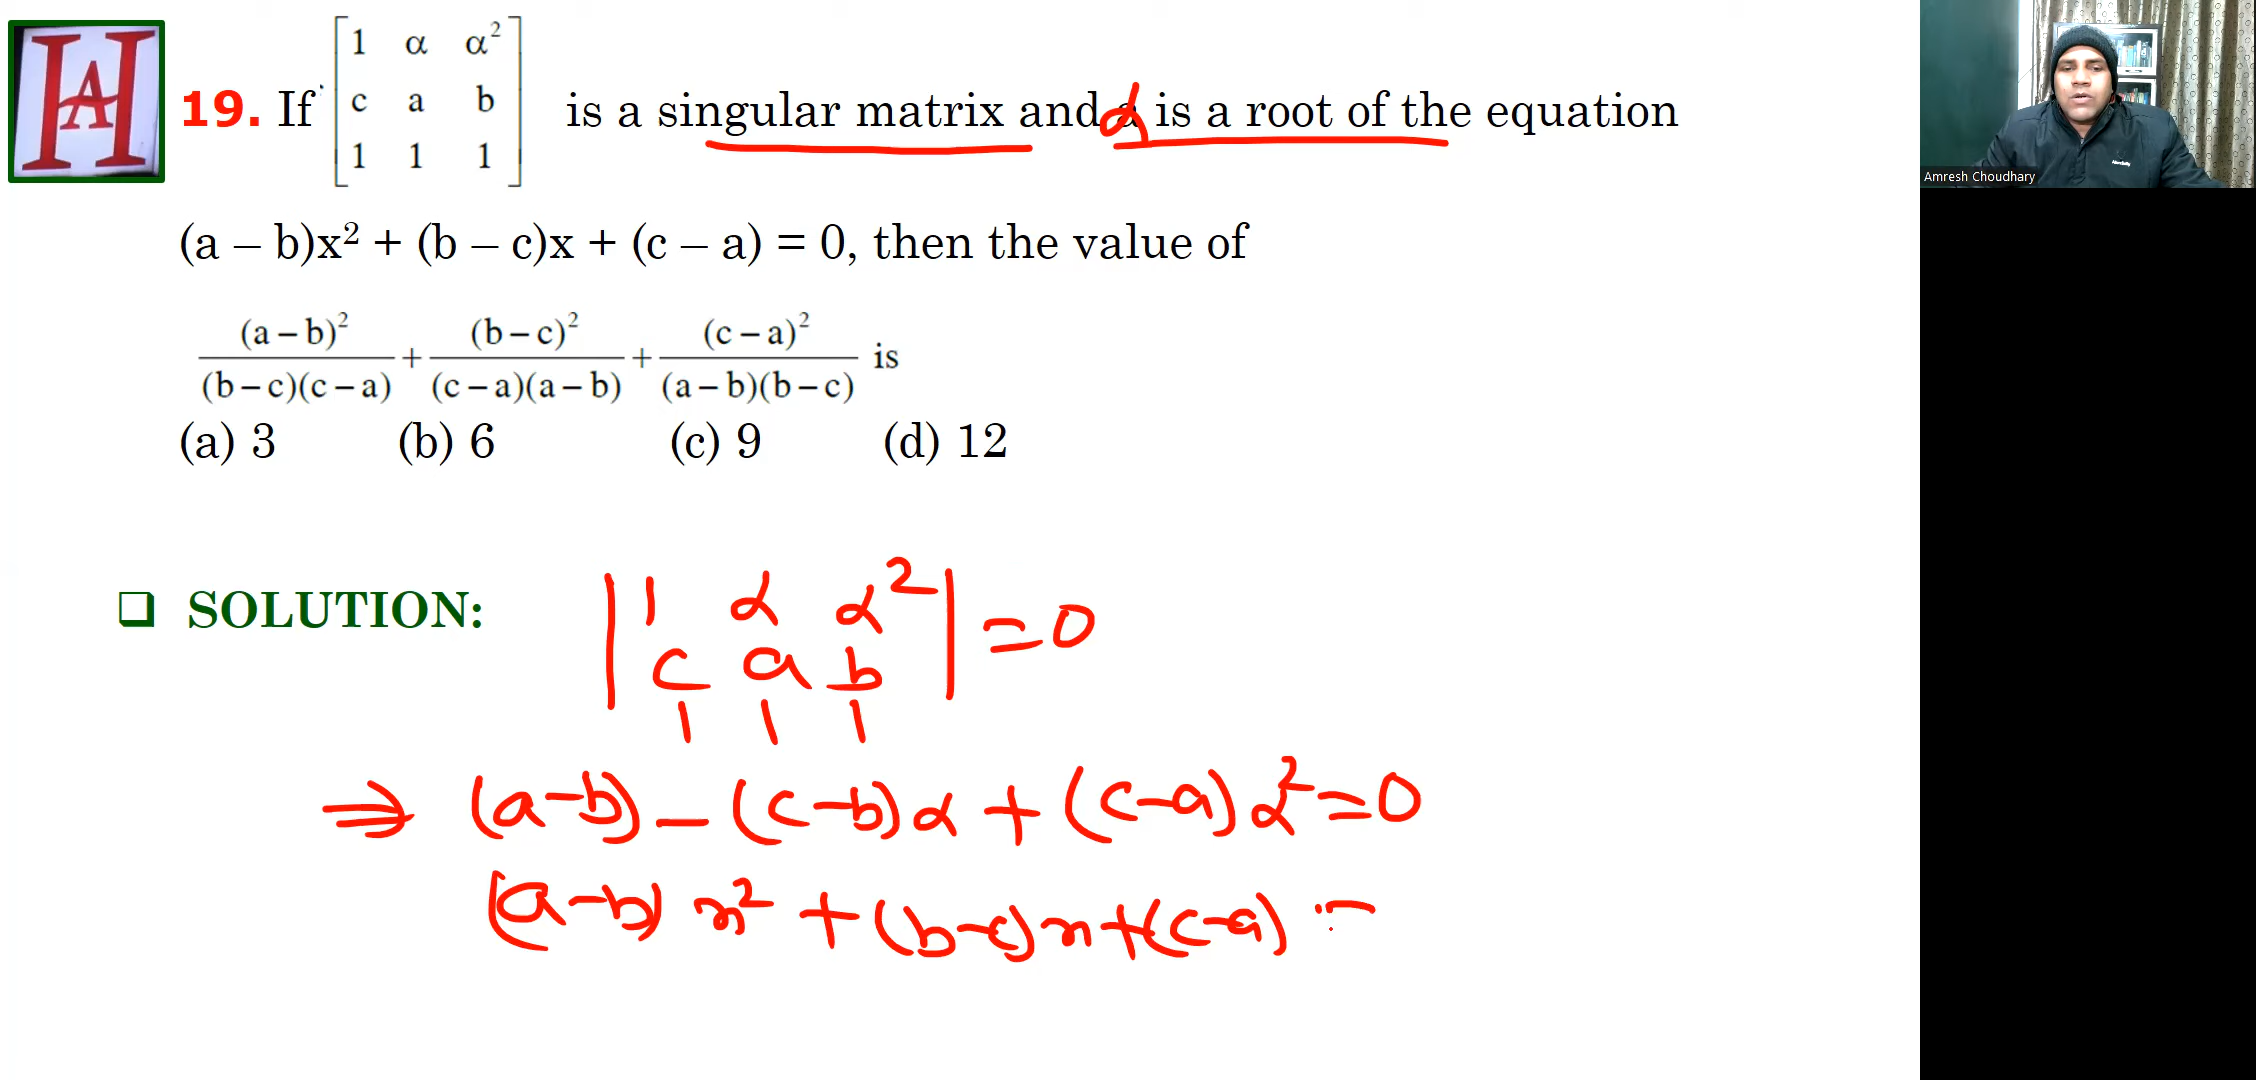 HA
19. If [1 α α²
c a b
1 1 1] is a singular matrix and α is a root of the equation
(a – b)x² + (b – c)x + (c – a) = 0, then the value of
(a – b)²/(b – c)(c – a) + (b – c)²/(c – a)(a – b) + (c – a)²/(a – b)(b – c) is
(a) 3 (b) 6 (c) 9 (d) 12
❑ SOLUTION:
|1 α α²
c a b
1 1 1| = 0
⇒ (a-b) - (c-b)α + (c-a)α² = 0
(a-b)x² + (b-c)x + (c-a) =
Amresh Choudhary